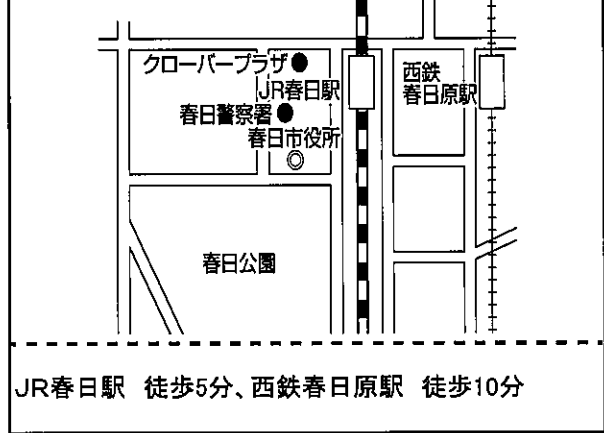 クローバープラザ
JR春日駅
西鉄
春日原駅
春日警察署
春日市役所
春日公園
JR春日駅 徒歩5分、西鉄春日原駅 徒歩10分